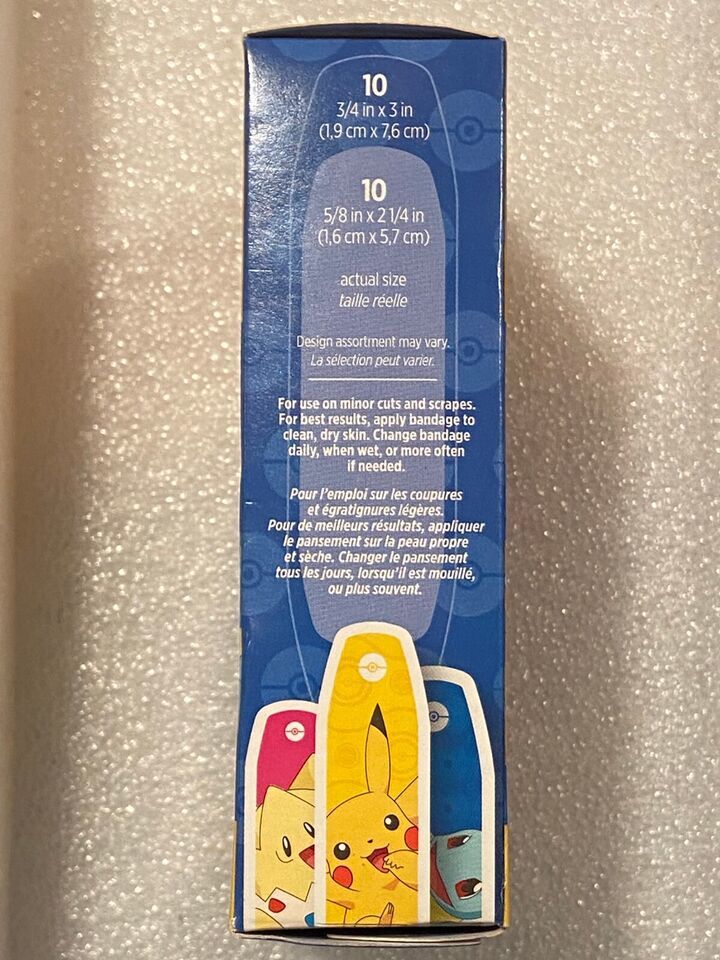 10
3/4 in x 3 in
(1,9 cm x 7,6 cm)
10
5/8 in x 2 1/4 in
(1,6 cm x 5,7 cm)
actual size
taille réelle
Design assortment may vary.
La sélection peut varier.
For use on minor cuts and scrapes.
For best results, apply bandage to
clean, dry skin. Change bandage
daily, when wet, or more often
if needed.
Pour l'emploi sur les coupures
et égratignures légères.
Pour de meilleurs résultats, appliquer
le pansement sur la peau propre
et sèche. Changer le pansement
tous les jours, lorsqu'il est mouillé,
ou plus souvent.